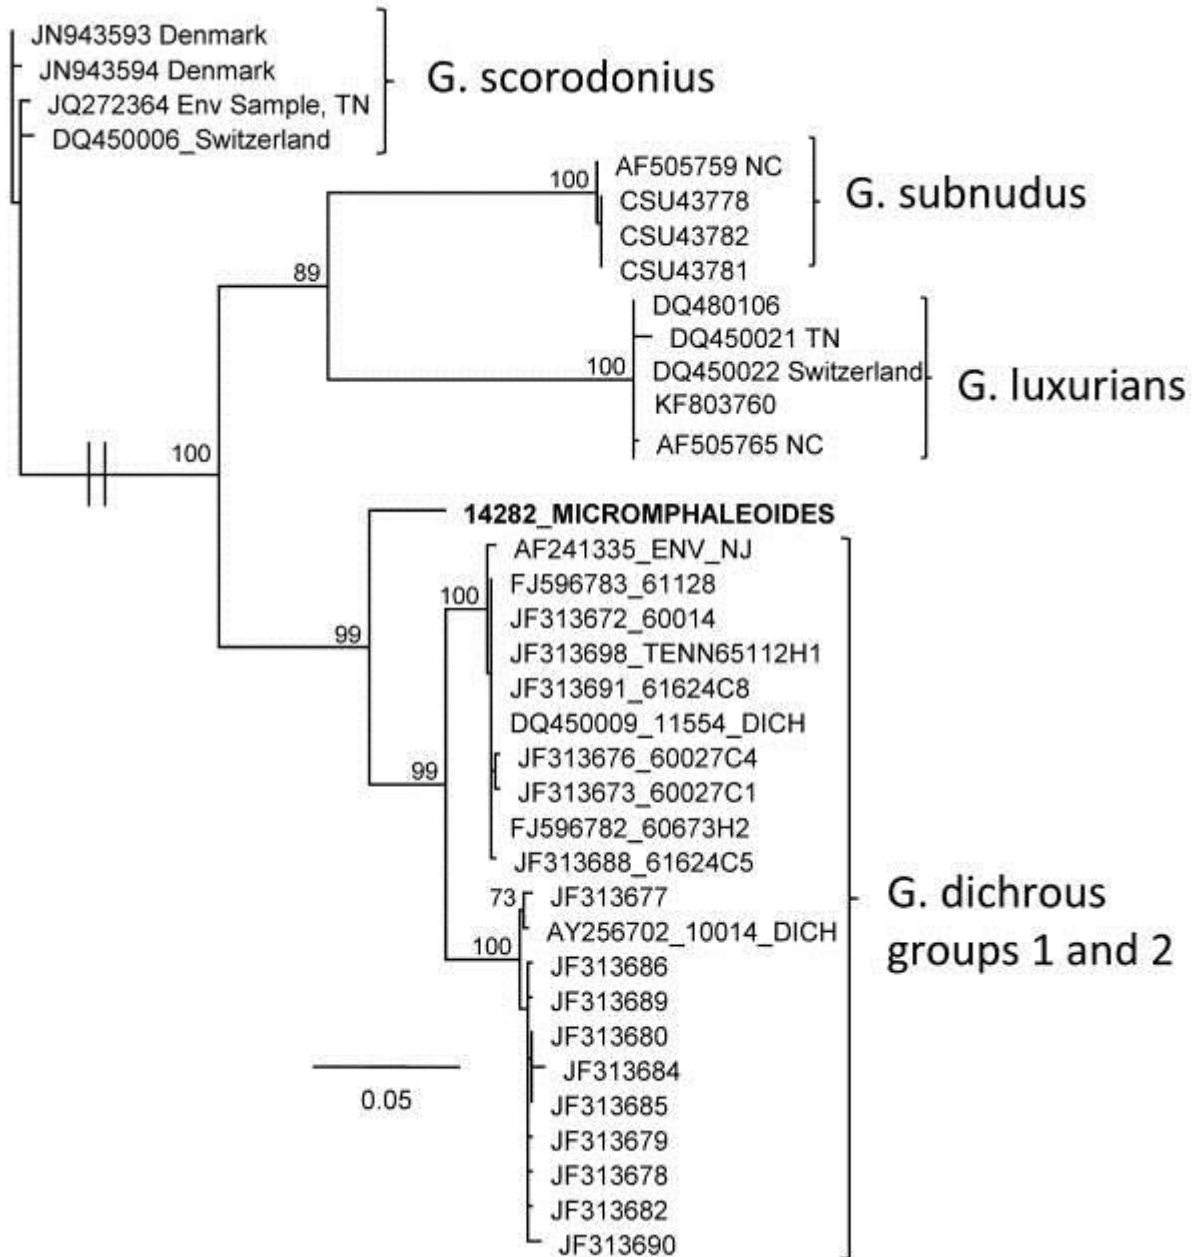 JN943593 Denmark
JN943594 Denmark
JQ272364 Env Sample, TN
DQ450006_Switzerland
G. scorodonius
100
AF505759 NC
CSU43778
CSU43782
CSU43781
G. subnudus
89
100
DQ480106
DQ450021 TN
DQ450022 Switzerland
KF803760
AF505765 NC
G. luxurians
100
14282_MICROMPHALEOIDES
99
99
100
AF241335_ENV_NJ
FJ596783_61128
JF313672_60014
JF313698_TENN65112H1
JF313691_61624C8
DQ450009_11554_DICH
JF313676_60027C4
JF313673_60027C1
FJ596782_60673H2
JF313688_61624C5
73
100
JF313677
AY256702_10014_DICH
JF313686
JF313689
JF313680
JF313684
JF313685
JF313679
JF313678
JF313682
JF313690
G. dichrous
groups 1 and 2
0.05